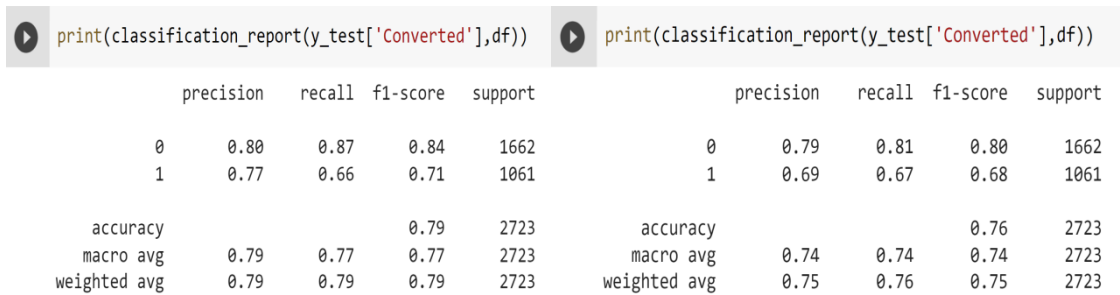 print(classification_report(y_test['Converted'],df))
precision recall f1-score support
0 0.80 0.87 0.84 1662
1 0.77 0.66 0.71 1061
accuracy 0.79 2723
macro avg 0.79 0.77 0.77 2723
weighted avg 0.79 0.79 0.79 2723
print(classification_report(y_test['Converted'],df))
precision recall f1-score support
0 0.79 0.81 0.80 1662
1 0.69 0.67 0.68 1061
accuracy 0.76 2723
macro avg 0.74 0.74 0.74 2723
weighted avg 0.75 0.76 0.75 2723